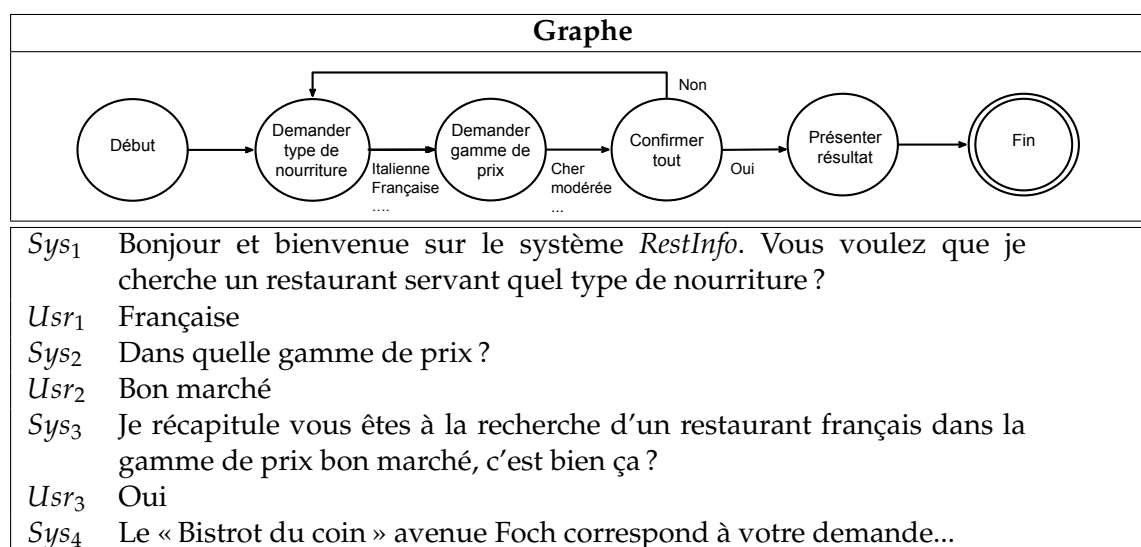 Graphe
Non
Début
Demander
type de
nourriture
Demander
gamme de
prix
Confirmer
tout
Présenter
résultat
Fin
Italienne
Française
....
Cher
modérée
...
Oui
Sys1 Bonjour et bienvenue sur le système RestInfo. Vous voulez que je
cherche un restaurant servant quel type de nourriture ?
Usr1 Française
Sys2 Dans quelle gamme de prix ?
Usr2 Bon marché
Sys3 Je récapitule vous êtes à la recherche d'un restaurant français dans la
gamme de prix bon marché, c'est bien ça ?
Usr3 Oui
Sys4 Le « Bistrot du coin » avenue Foch correspond à votre demande...